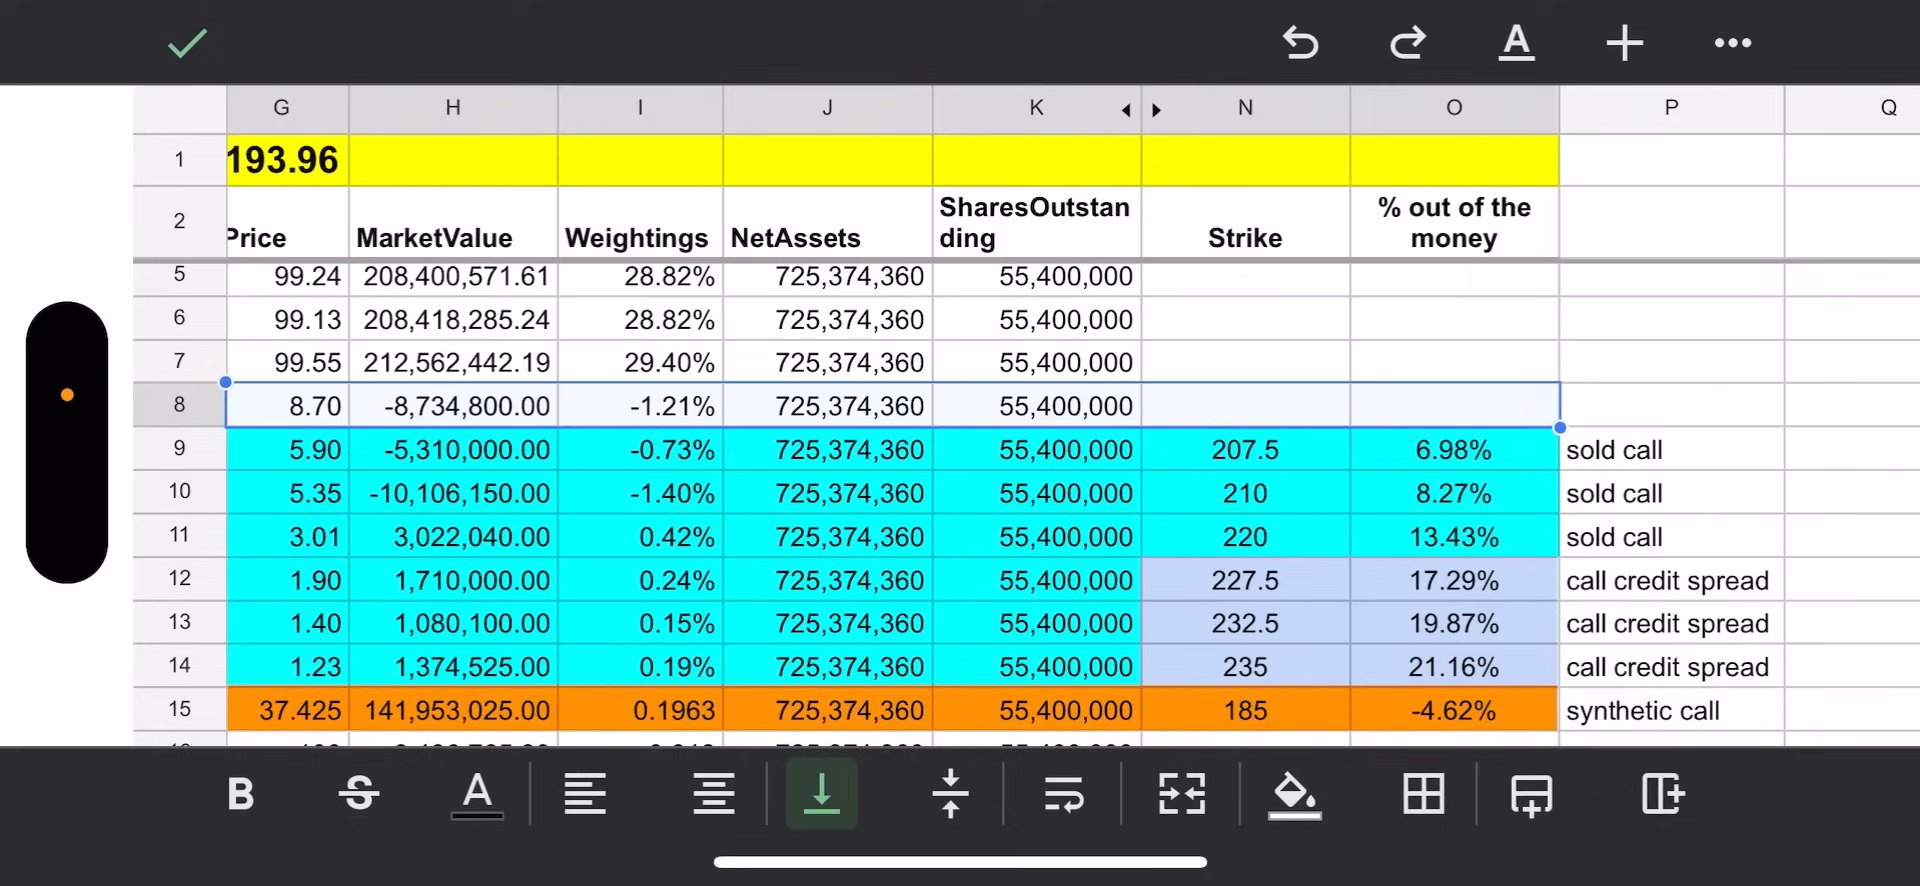 G H I J K N O P Q
1 193.96
2 Price MarketValue Weightings NetAssets SharesOutstan
ding Strike % out of the
money
5 99.24 208,400,571.61 28.82% 725,374,360 55,400,000
6 99.13 208,418,285.24 28.82% 725,374,360 55,400,000
7 99.55 212,562,442.19 29.40% 725,374,360 55,400,000
8 8.70 -8,734,800.00 -1.21% 725,374,360 55,400,000
9 5.90 -5,310,000.00 -0.73% 725,374,360 55,400,000 207.5 6.98% sold call
10 5.35 -10,106,150.00 -1.40% 725,374,360 55,400,000 210 8.27% sold call
11 3.01 3,022,040.00 0.42% 725,374,360 55,400,000 220 13.43% sold call
12 1.90 1,710,000.00 0.24% 725,374,360 55,400,000 227.5 17.29% call credit spread
13 1.40 1,080,100.00 0.15% 725,374,360 55,400,000 232.5 19.87% call credit spread
14 1.23 1,374,525.00 0.19% 725,374,360 55,400,000 235 21.16% call credit spread
15 37.425 141,953,025.00 0.1963 725,374,360 55,400,000 185 -4.62% synthetic call
B S A